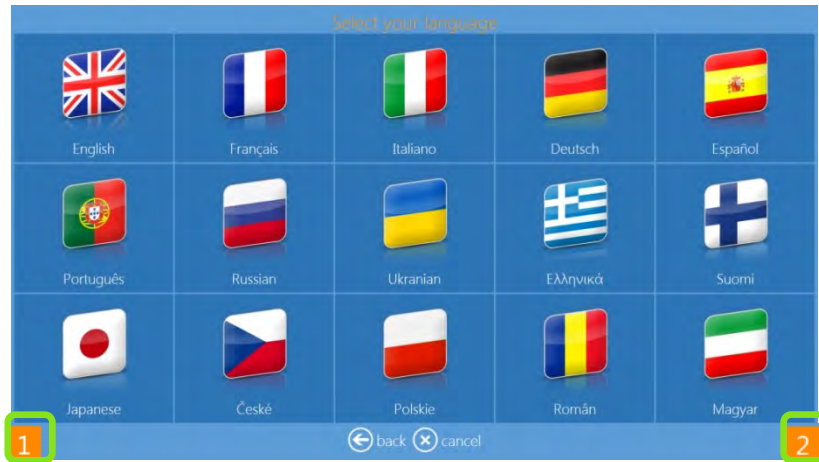 Select your language
English Français Italiano Deutsch Español
Português Russian Ukranian Ελληνικά Suomi
Japanese České Polskie Român Magyar
1 back cancel 2